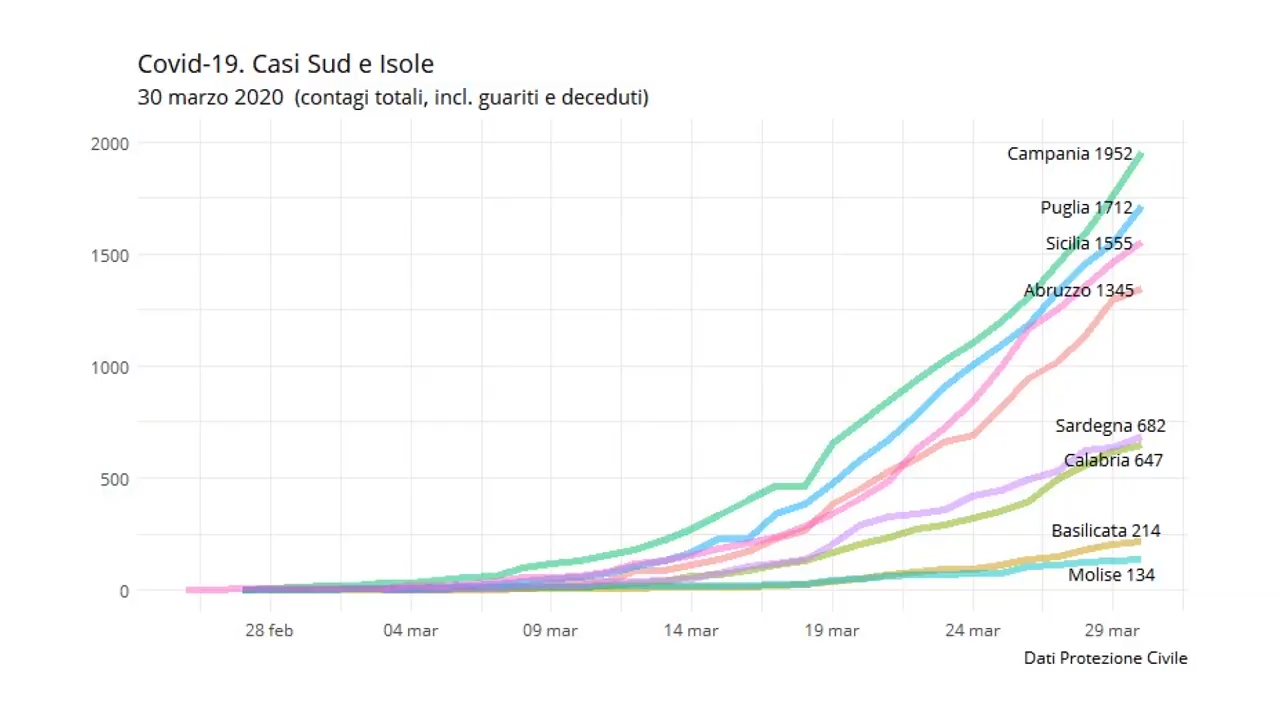 Covid-19. Casi Sud e Isole
30 marzo 2020 (contagi totali, incl. guariti e deceduti)
2000
1500
1000
500
0
Campania 1952
Puglia 1712
Sicilia 1555
Abruzzo 1345
Sardegna 682
Calabria 647
Basilicata 214
Molise 134
28 feb 04 mar 09 mar 14 mar 19 mar 24 mar 29 mar
Dati Protezione Civile